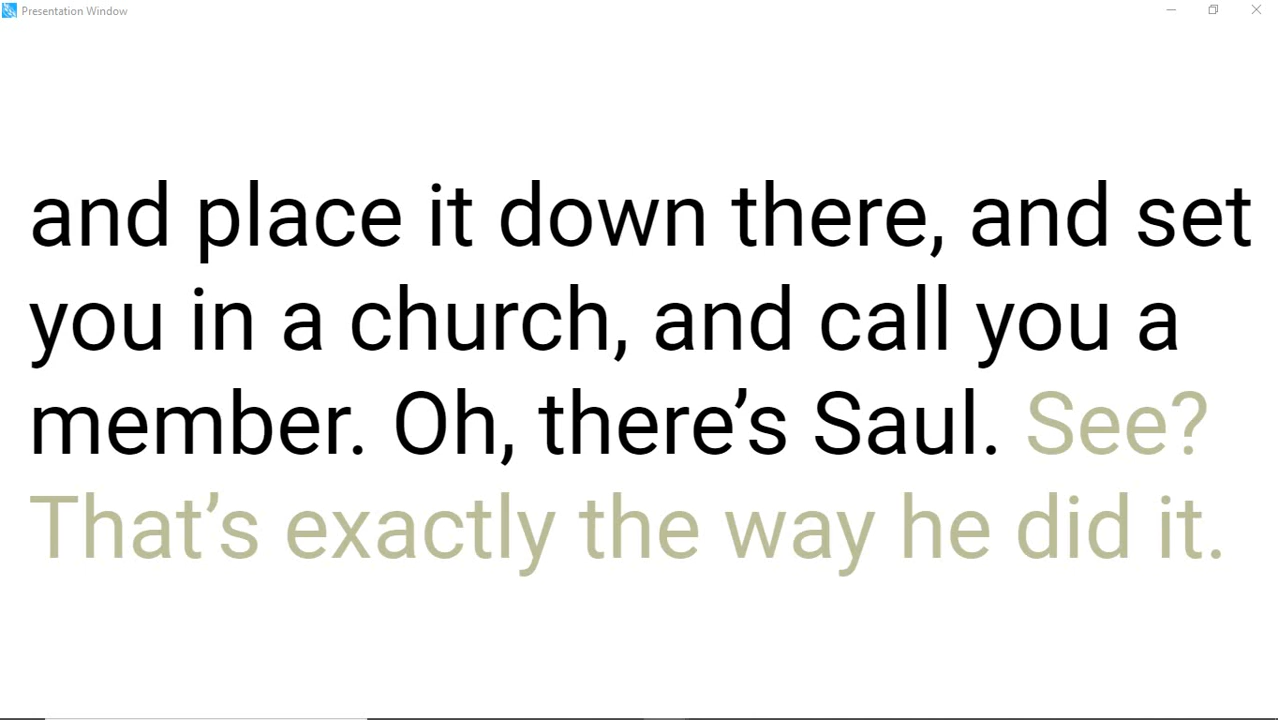 Presentation Window
and place it down there, and set
you in a church, and call you a
member. Oh, there’s Saul. See?
That’s exactly the way he did it.